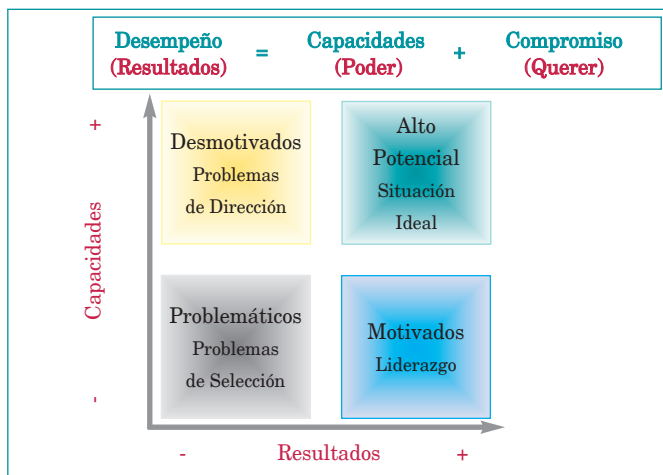 Desempeño = Capacidades + Compromiso
(Resultados) (Poder) (Querer)
+
Capacidades
-
Desmotivados
Problemas
de Dirección
Alto
Potencial
Situación
Ideal
Problemáticos
Problemas
de Selección
Motivados
Liderazgo
- Resultados +